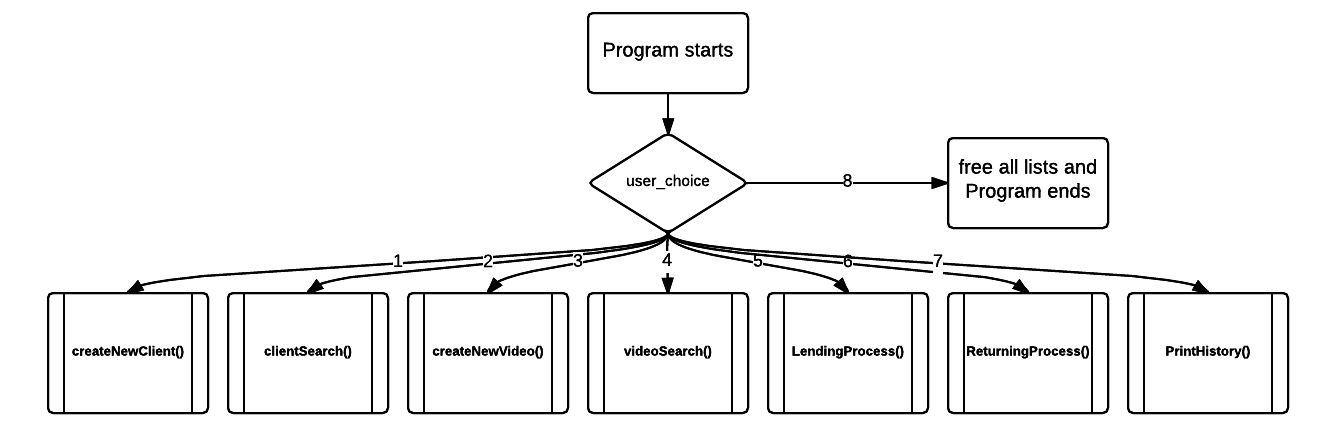 Program starts
user_choice
8
free all lists and
Program ends
1
2
3
4
5
6
7
createNewClient()
clientSearch()
createNewVideo()
videoSearch()
LendingProcess()
ReturningProcess()
PrintHistory()